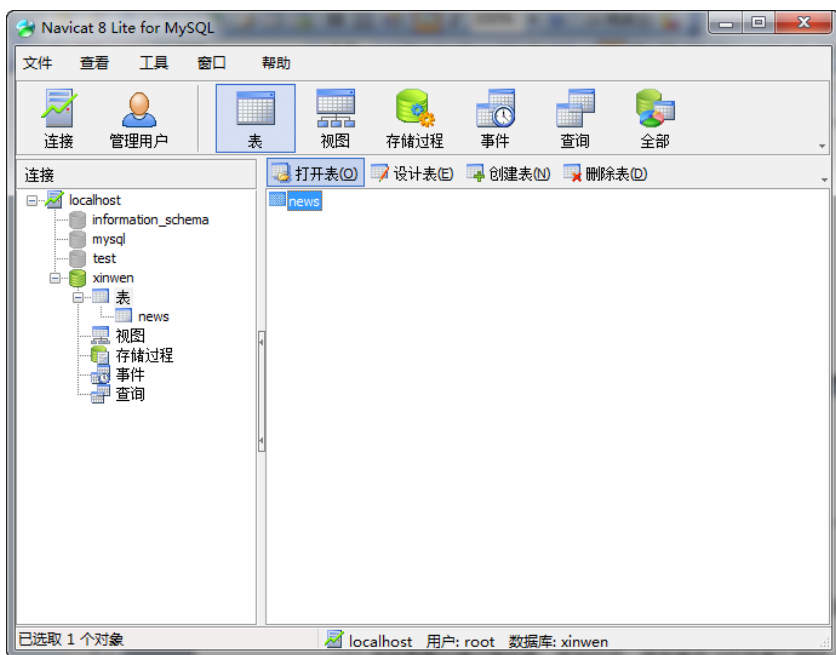 Navicat 8 Lite for MySQL
文件 查看 工具 窗口 帮助
连接 管理用户 表 视图 存储过程 事件 查询 全部
连接
打开表(O) 设计表(E) 创建表(N) 删除表(D)
localhost
information_schema
mysql
test
xinwen
表
news
视图
存储过程
事件
查询
news
已选取 1 个对象 localhost 用户: root 数据库: xinwen